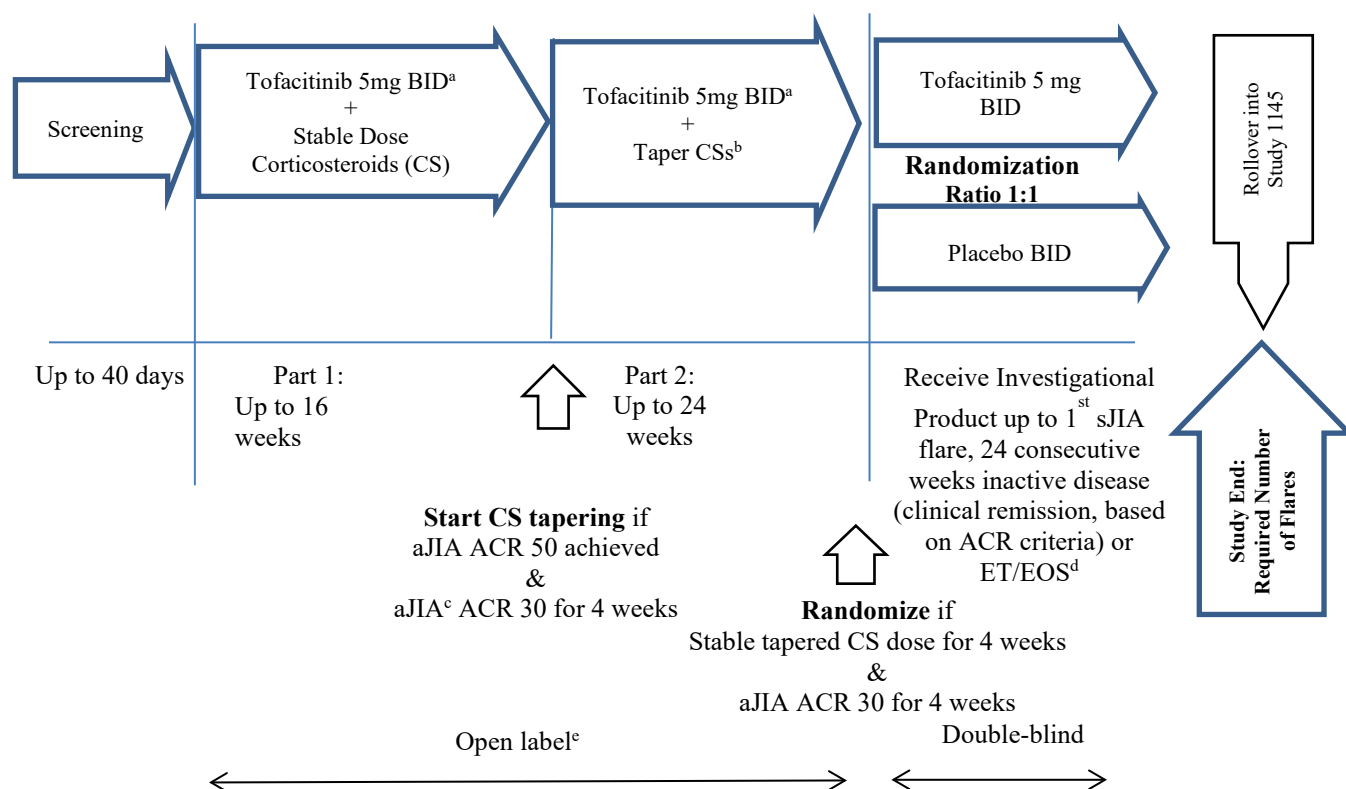 Screening
Tofacitinib 5mg BIDᵃ
+
Stable Dose
Corticosteroids (CS)
Tofacitinib 5mg BIDᵃ
+
Taper CSsᵇ
Tofacitinib 5 mg
BID
Randomization
Ratio 1:1
Placebo BID
Rollover into
Study 1145
Up to 40 days
Part 1:
Up to 16
weeks
Part 2:
Up to 24
weeks
Receive Investigational
Product up to 1ˢᵗ sJIA
flare, 24 consecutive
weeks inactive disease
(clinical remission, based
on ACR criteria) or
ET/EOSᵈ
Study End:
Required Number
of Flares
Start CS tapering if
aJIA ACR 50 achieved
&
aJIAᶜ ACR 30 for 4 weeks
Randomize if
Stable tapered CS dose for 4 weeks
&
aJIA ACR 30 for 4 weeks
Open labelᵉ
Double-blind